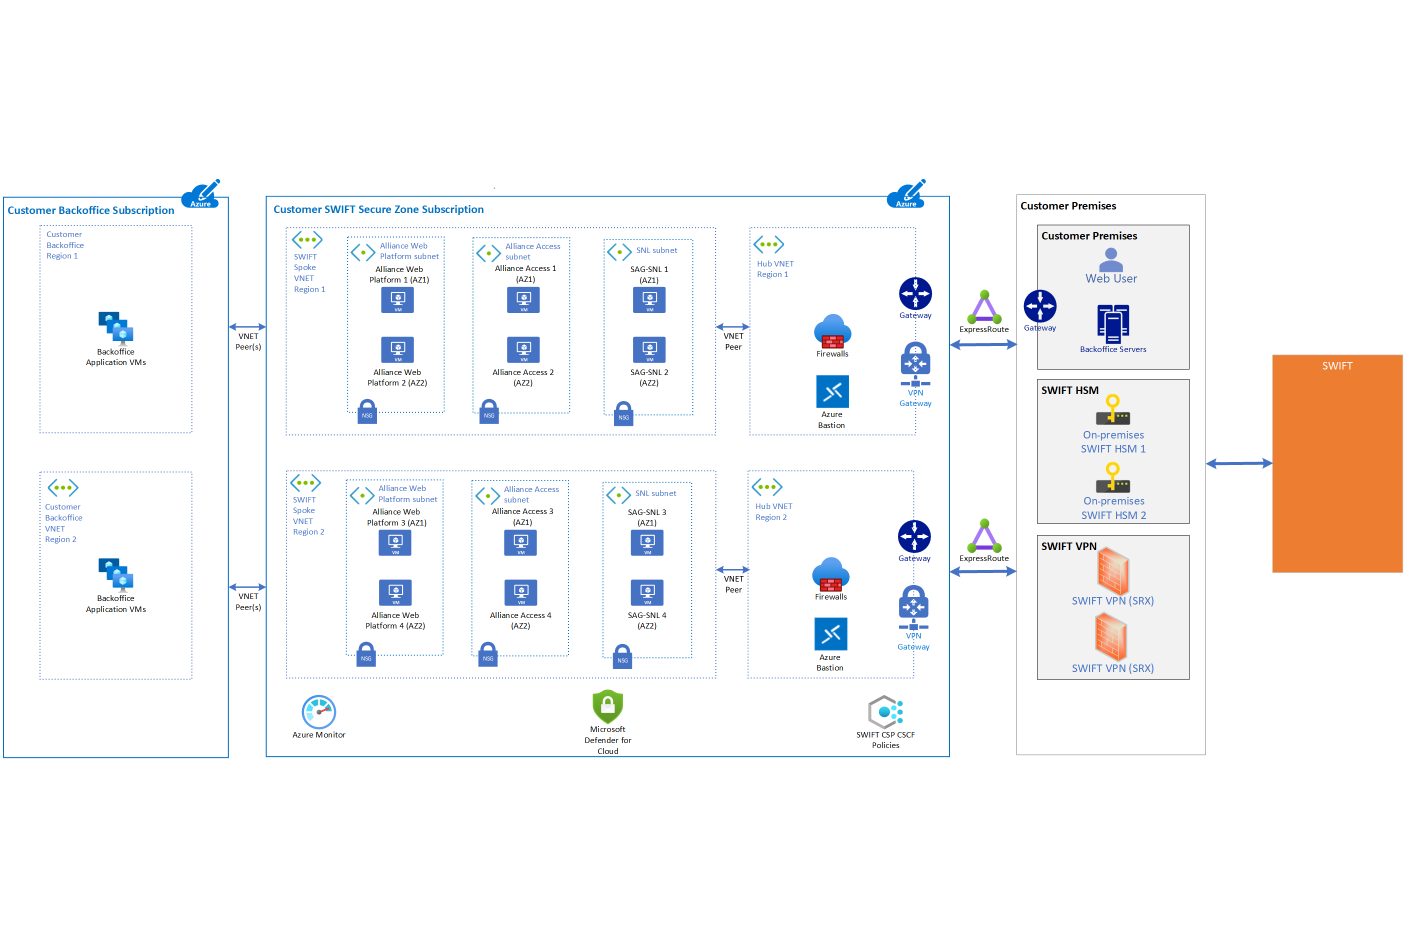 Azure
Customer Backoffice Subscription
Customer
Backoffice
Region 1
Backoffice
Application VMs
Customer
Backoffice
VNET
Region 2
Backoffice
Application VMs
VNET
Peer(s)
VNET
Peer(s)
Azure
Customer SWIFT Secure Zone Subscription
SWIFT
Spoke
VNET
Region 1
Alliance Web
Platform subnet
Alliance Web
Platform 1 (AZ1)
VM
VM
Alliance Web
Platform 2 (AZ2)
NSG
Alliance Access
subnet
Alliance Access 1
(AZ1)
VM
VM
Alliance Access 2
(AZ2)
NSG
SNL subnet
SAG-SNL 1
(AZ1)
VM
VM
SAG-SNL 2
(AZ2)
NSG
VNET
Peer
Hub VNET
Region 1
Firewalls
Azure
Bastion
Gateway
VPN
Gateway
SWIFT
Spoke
VNET
Region 2
Alliance Web
Platform subnet
Alliance Web
Platform 3 (AZ1)
VM
VM
Alliance Web
Platform 4 (AZ2)
NSG
Alliance Access
subnet
Alliance Access 3
(AZ1)
VM
VM
Alliance Access 4
(AZ2)
NSG
SNL subnet
SAG-SNL 3
(AZ1)
VM
VM
SAG-SNL 4
(AZ2)
NSG
VNET
Peer
Hub VNET
Region 2
Firewalls
Azure
Bastion
Gateway
VPN
Gateway
Azure Monitor
Microsoft
Defender for
Cloud
SWIFT CSP CSCF
Policies
ExpressRoute
ExpressRoute
Customer Premises
Customer Premises
Web User
Gateway
Backoffice Servers
SWIFT HSM
On-premises
SWIFT HSM 1
On-premises
SWIFT HSM 2
SWIFT VPN
SWIFT VPN (SRX)
SWIFT VPN (SRX)
SWIFT